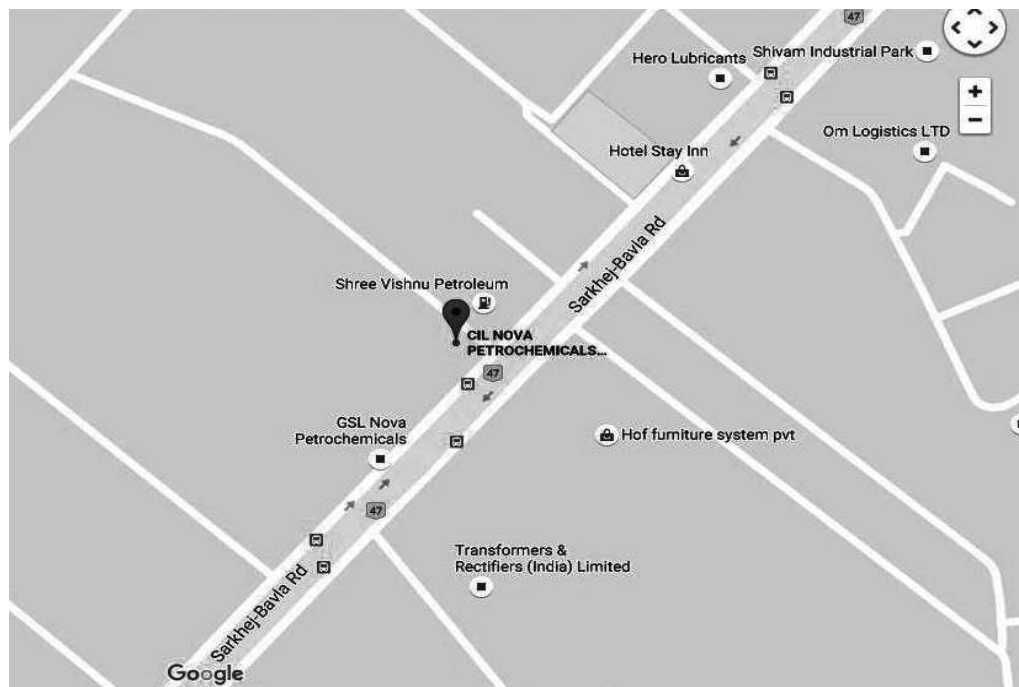 47
Hero Lubricants
Shivam Industrial Park
+
−
Om Logistics LTD
Hotel Stay Inn
Sarkhej-Bavla Rd
Shree Vishnu Petroleum
CIL NOVA
PETROCHEMICALS...
47
GSL Nova
Petrochemicals
Hof furniture system pvt
47
Transformers &
Rectifiers (India) Limited
Sarkhej-Bavla Rd
Google